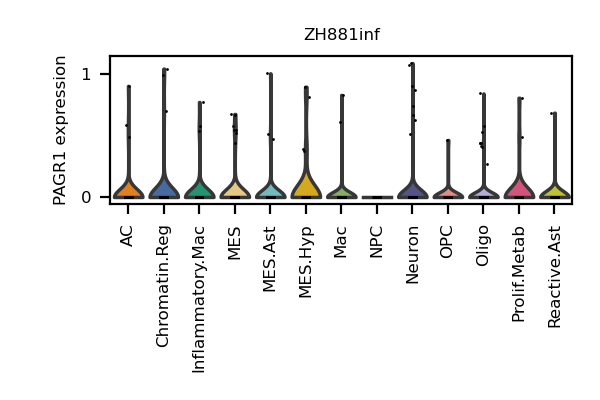 ZH881inf
PAGR1 expression
1
0
AC
Chromatin.Reg
Inflammatory.Mac
MES
MES.Ast
MES.Hyp
Mac
NPC
Neuron
OPC
Oligo
Prolif.Metab
Reactive.Ast